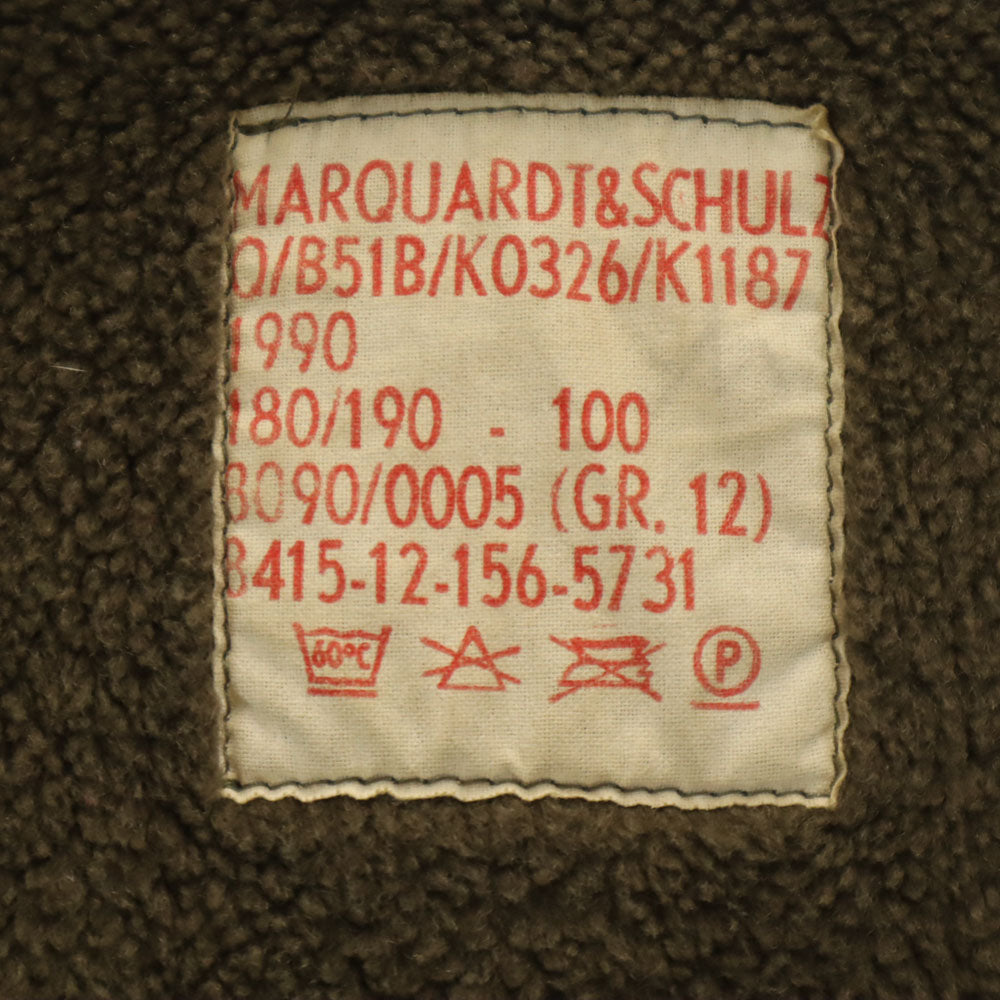 MARQUARDT&SCHULZ
Q/B51B/K0326/K1187
1990
180/190 - 100
8090/0005 (GR. 12)
8415-12-156-5731
60°C
P